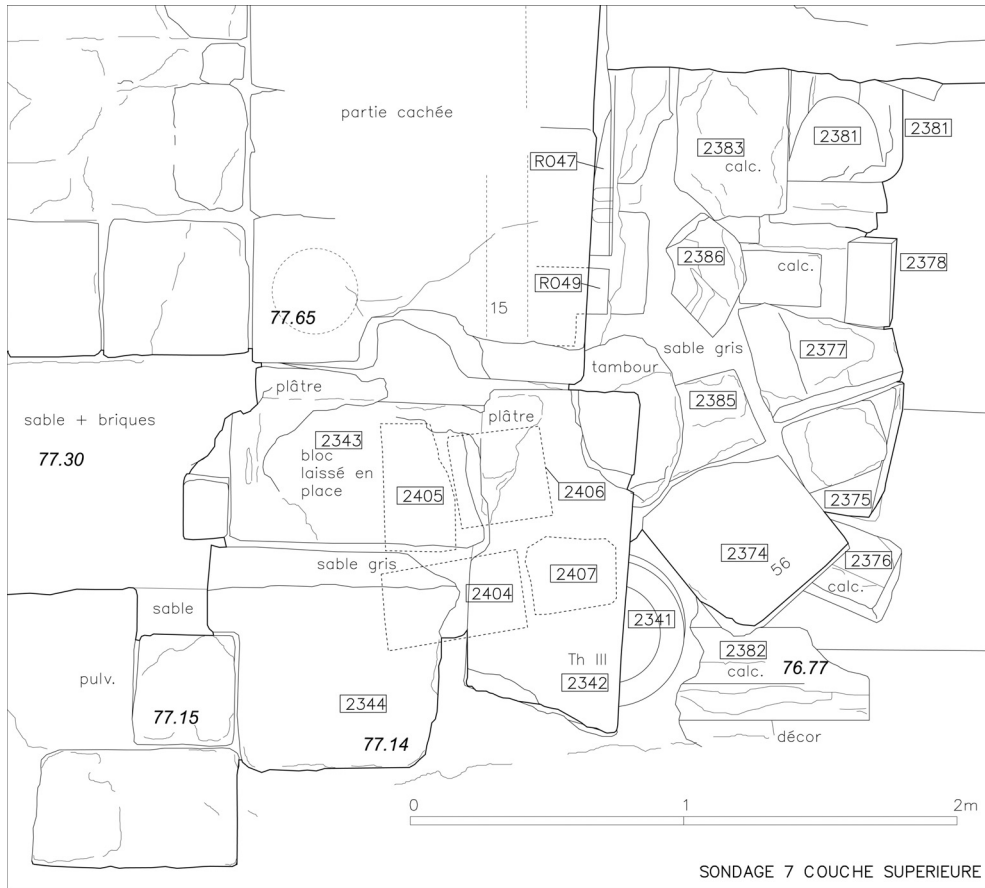 partie cachée
2381
2381
2383
calc.
RO47
2386
2378
calc.
RO49
15
77.65
sable gris
2377
tambour
plâtre
2385
plâtre
sable + briques
77.30
2343
bloc
laissé en
place
2405
2406
2375
2374
56
2376
calc.
sable gris
2404
2407
sable
2341
2382
calc.
76.77
Th III
2342
pulv.
77.15
2344
77.14
décor
0
1
2m
SONDAGE 7 COUCHE SUPERIEURE